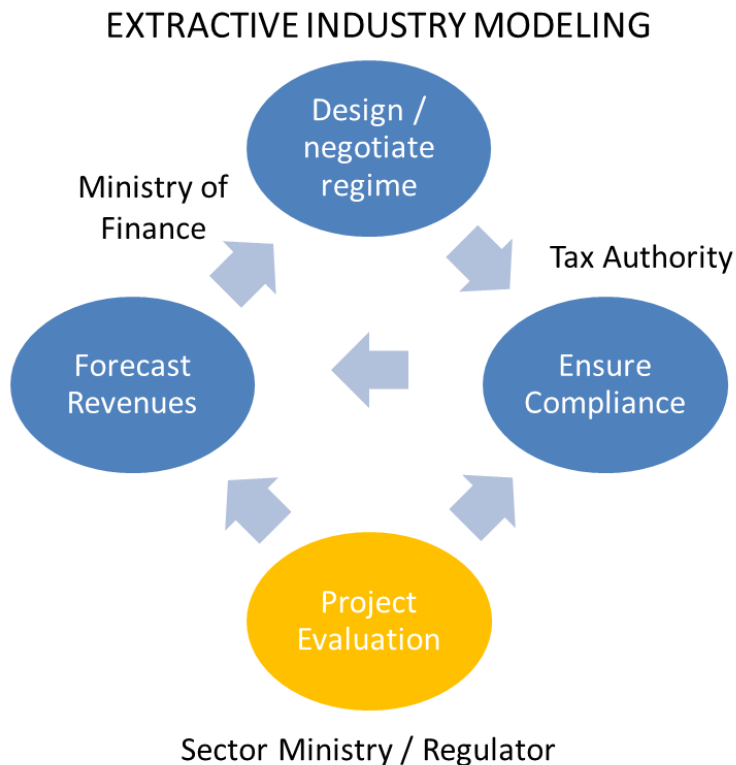 EXTRACTIVE INDUSTRY MODELING
Design /
negotiate
regime
Ministry of
Finance
Tax Authority
Forecast
Revenues
Ensure
Compliance
Project
Evaluation
Sector Ministry / Regulator